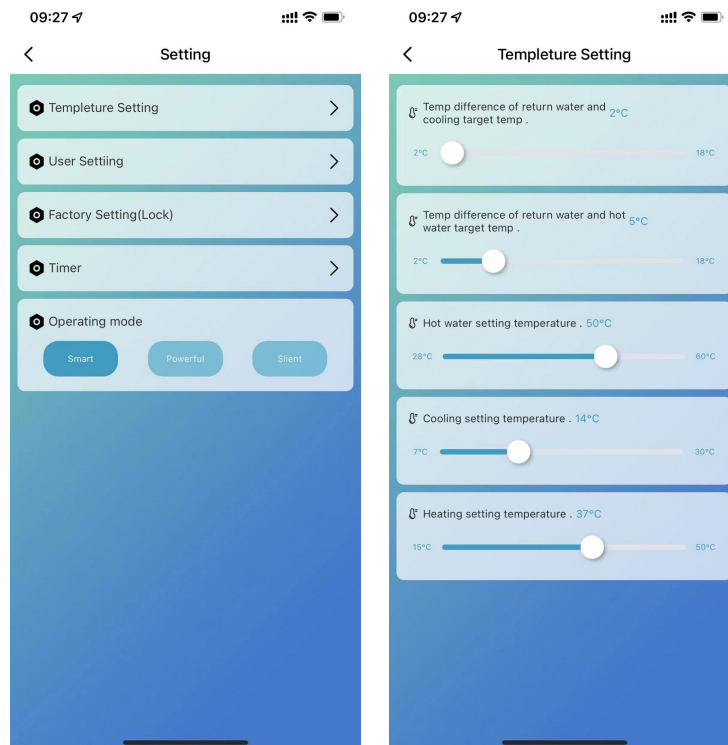 09:27
Setting
Templeture Setting
User Settiing
Factory Setting(Lock)
Timer
Operating mode
Smart Powerful Slient
09:27
Templeture Setting
Temp difference of return water and
cooling target temp . 2°C
2°C 18°C
Temp difference of return water and hot
water target temp . 5°C
2°C 18°C
Hot water setting temperature . 50°C
28°C 60°C
Cooling setting temperature . 14°C
7°C 30°C
Heating setting temperature . 37°C
15°C 50°C